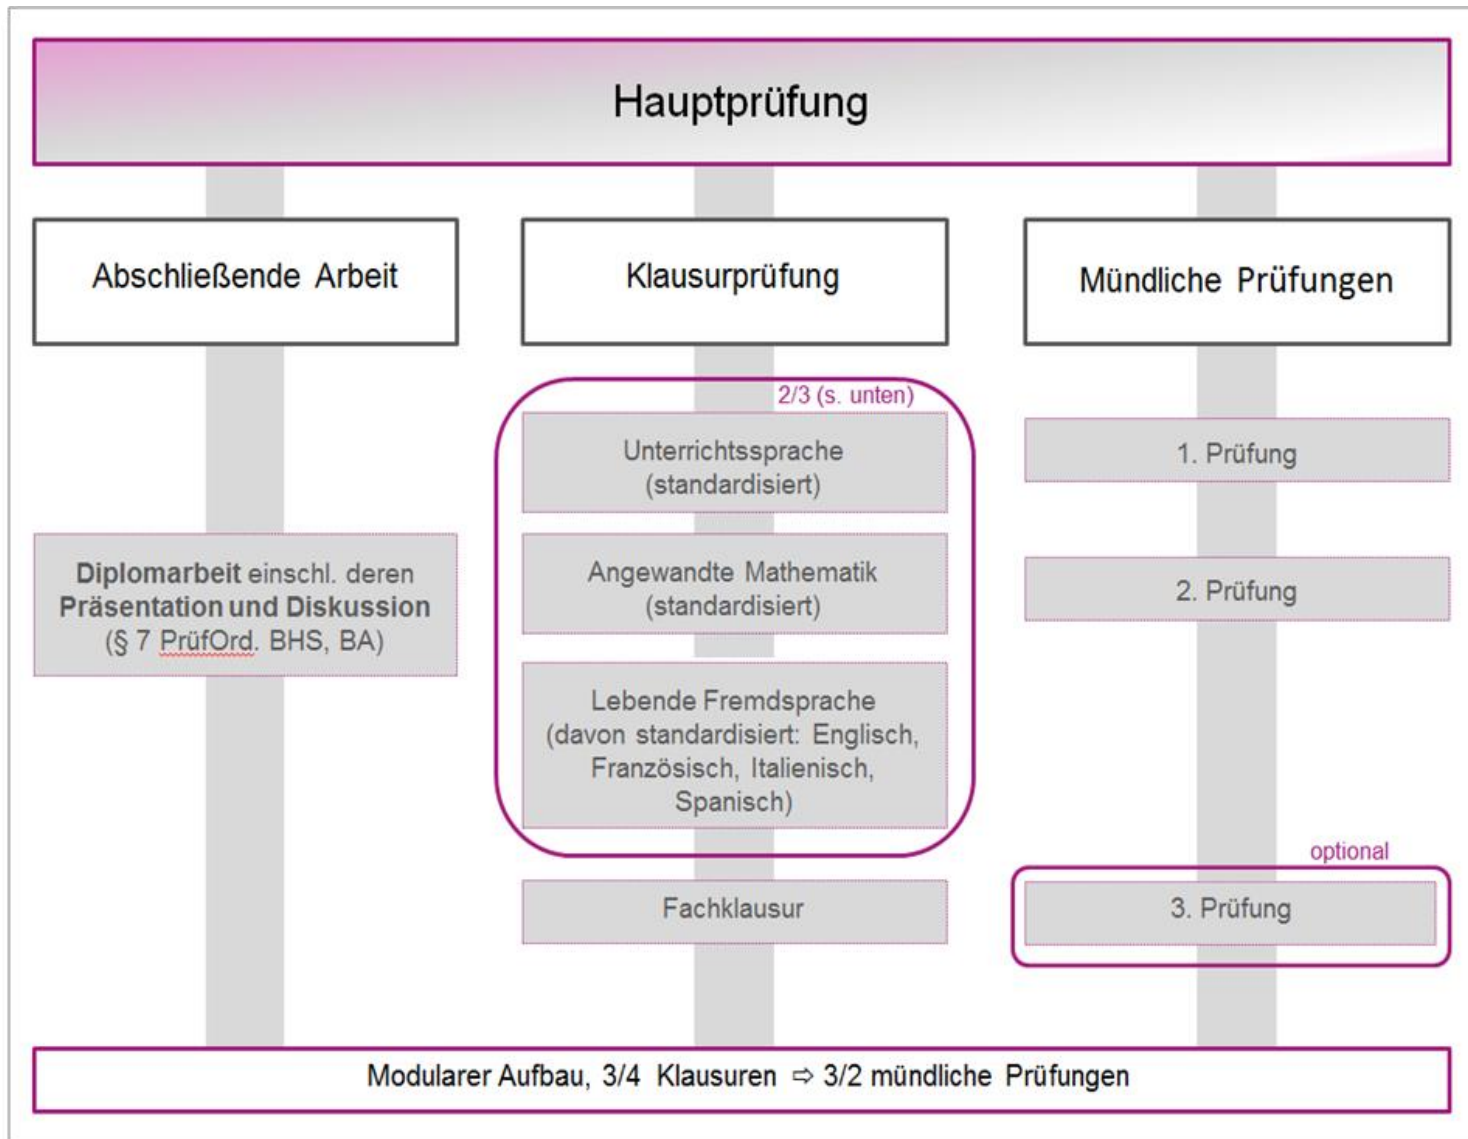 Hauptprüfung
Abschließende Arbeit
Diplomarbeit einschl. deren
Präsentation und Diskussion
(§ 7 PrüfOrd. BHS, BA)
Klausurprüfung
2/3 (s. unten)
Unterrichtssprache
(standardisiert)
Angewandte Mathematik
(standardisiert)
Lebende Fremdsprache
(davon standardisiert: Englisch,
Französisch, Italienisch,
Spanisch)
Fachklausur
Mündliche Prüfungen
1. Prüfung
2. Prüfung
optional
3. Prüfung
Modularer Aufbau, 3/4 Klausuren ⇨ 3/2 mündliche Prüfungen